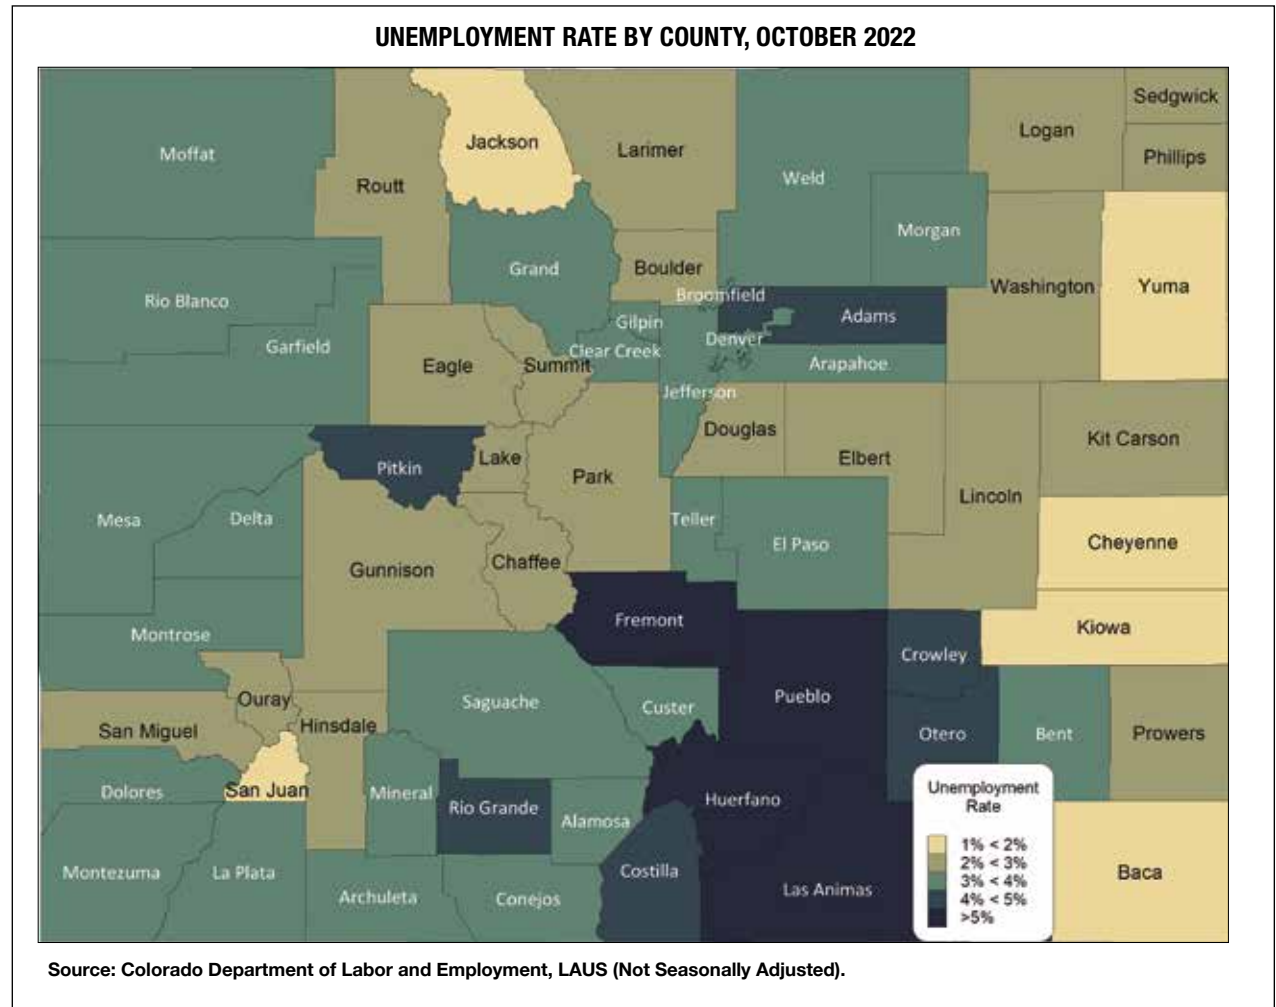 UNEMPLOYMENT RATE BY COUNTY, OCTOBER 2022
Sedgwick
Jackson
Logan
Larimer
Moffat
Phillips
Weld
Routt
Morgan
Grand
Boulder
Washington
Yuma
Broomfield
Rio Blanco
Adams
Gilpin
Denver
Garfield
Clear Creek
Eagle
Summit
Arapahoe
Jefferson
Douglas
Kit Carson
Pitkin
Lake
Elbert
Park
Lincoln
Mesa
Delta
Teller
El Paso
Cheyenne
Gunnison
Chaffee
Fremont
Kiowa
Montrose
Crowley
Ouray
Saguache
Custer
Pueblo
San Miguel
Hinsdale
Otero
Bent
Prowers
Dolores
San Juan
Mineral
Rio Grande
Huerfano
Alamosa
Montezuma
La Plata
Costilla
Baca
Archuleta
Conejos
Las Animas
Unemployment
Rate
1% < 2%
2% < 3%
3% < 4%
4% < 5%
>5%
Source: Colorado Department of Labor and Employment, LAUS (Not Seasonally Adjusted).